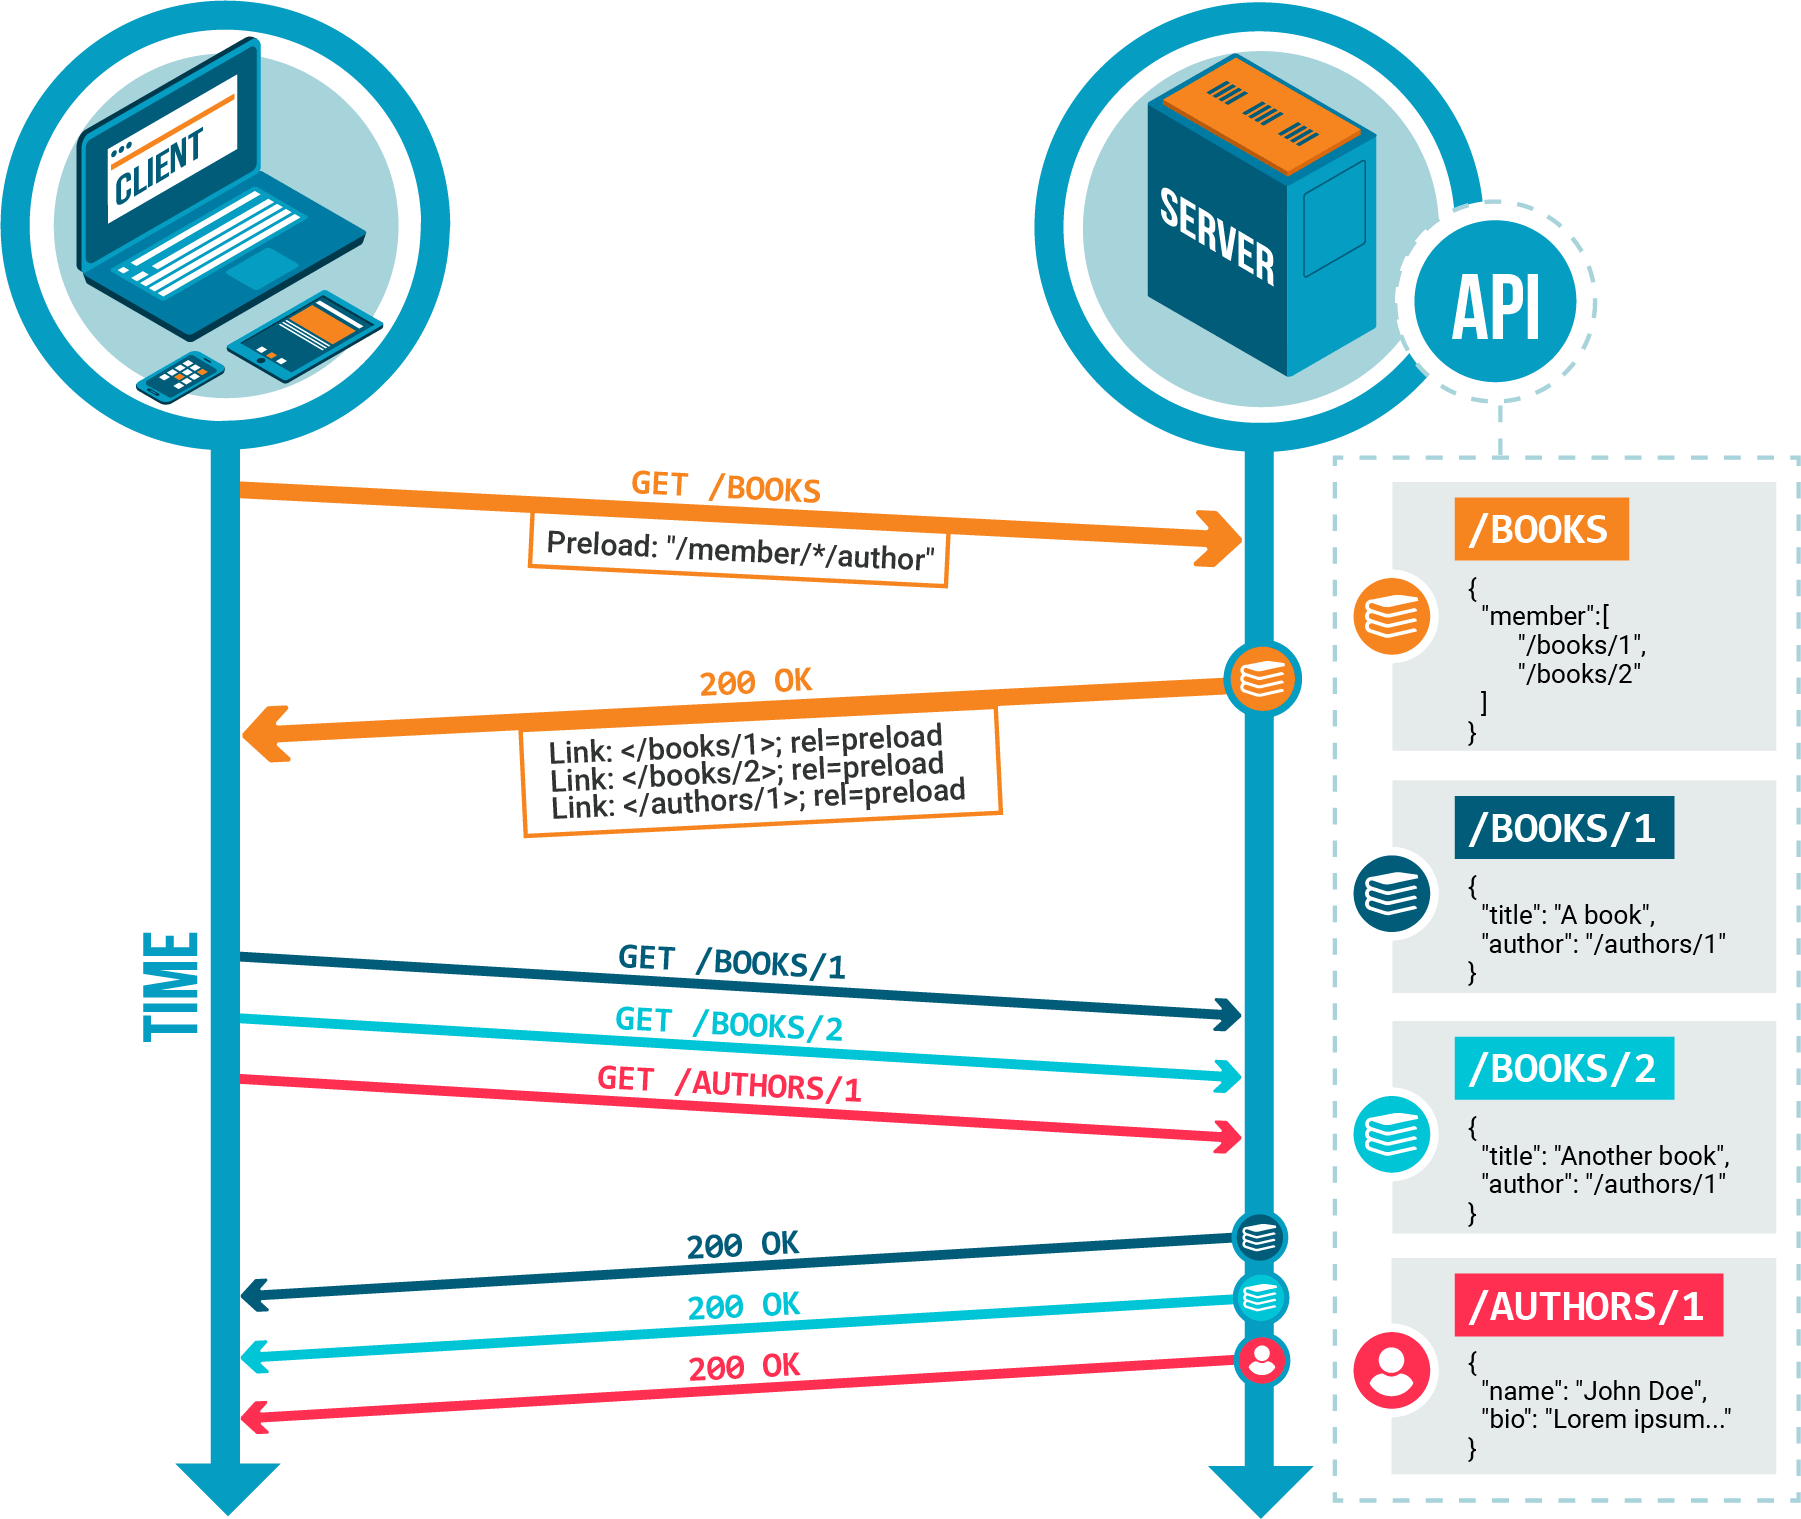 CLIENT
SERVER
API
GET /BOOKS
Preload: "/member/*/author"
200 OK
Link: </books/1>; rel=preload
Link: </books/2>; rel=preload
Link: </authors/1>; rel=preload
TIME
GET /BOOKS/1
GET /BOOKS/2
GET /AUTHORS/1
200 OK
200 OK
200 OK
/BOOKS
{
"member":[
"/books/1",
"/books/2"
]
}
/BOOKS/1
{
"title": "A book",
"author": "/authors/1"
}
/BOOKS/2
{
"title": "Another book",
"author": "/authors/1"
}
/AUTHORS/1
{
"name": "John Doe",
"bio": "Lorem ipsum..."
}